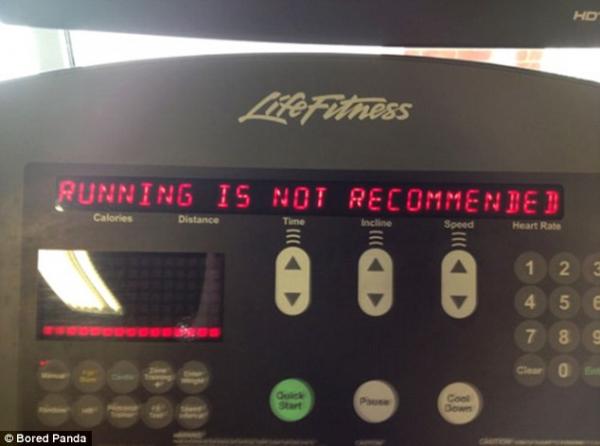 HD
LifeFitness
RUNNING IS NOT RECOMMENDED
Calories Distance Time Incline Speed Heart Rate
1 2 3
4 5 6
7 8 9
Clear 0
Quick Start
Pause
Cool Down
© Bored Panda